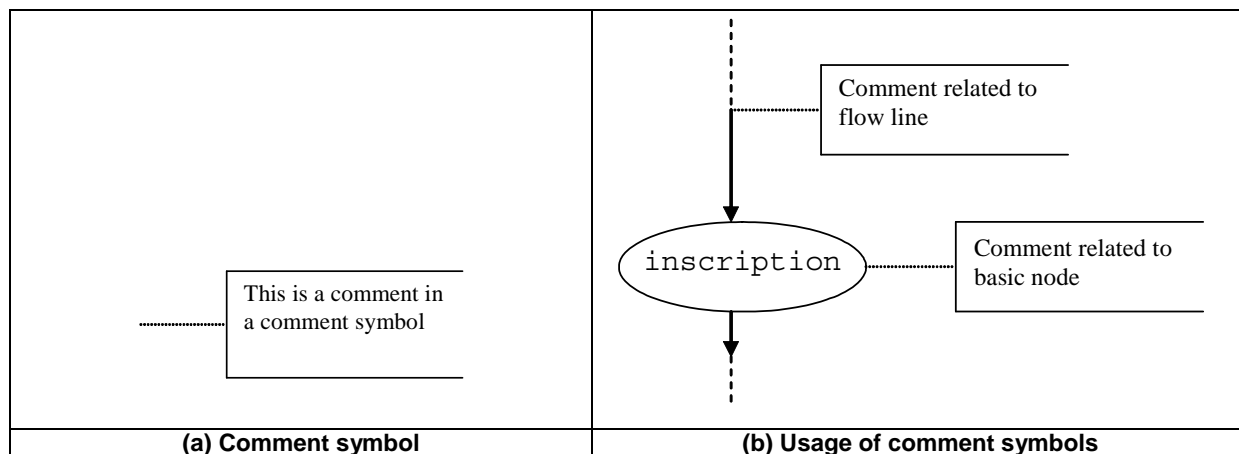 This is a comment in
a comment symbol
(a) Comment symbol
Comment related to
flow line
inscription
Comment related to
basic node
(b) Usage of comment symbols